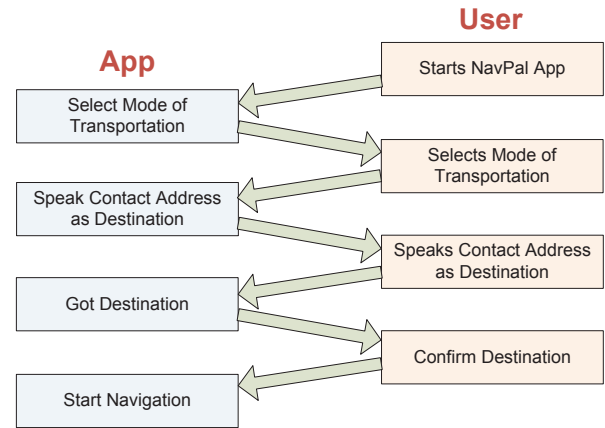 User
App
Starts NavPal App
Select Mode of
Transportation
Selects Mode of
Transportation
Speak Contact Address
as Destination
Speaks Contact Address
as Destination
Got Destination
Confirm Destination
Start Navigation